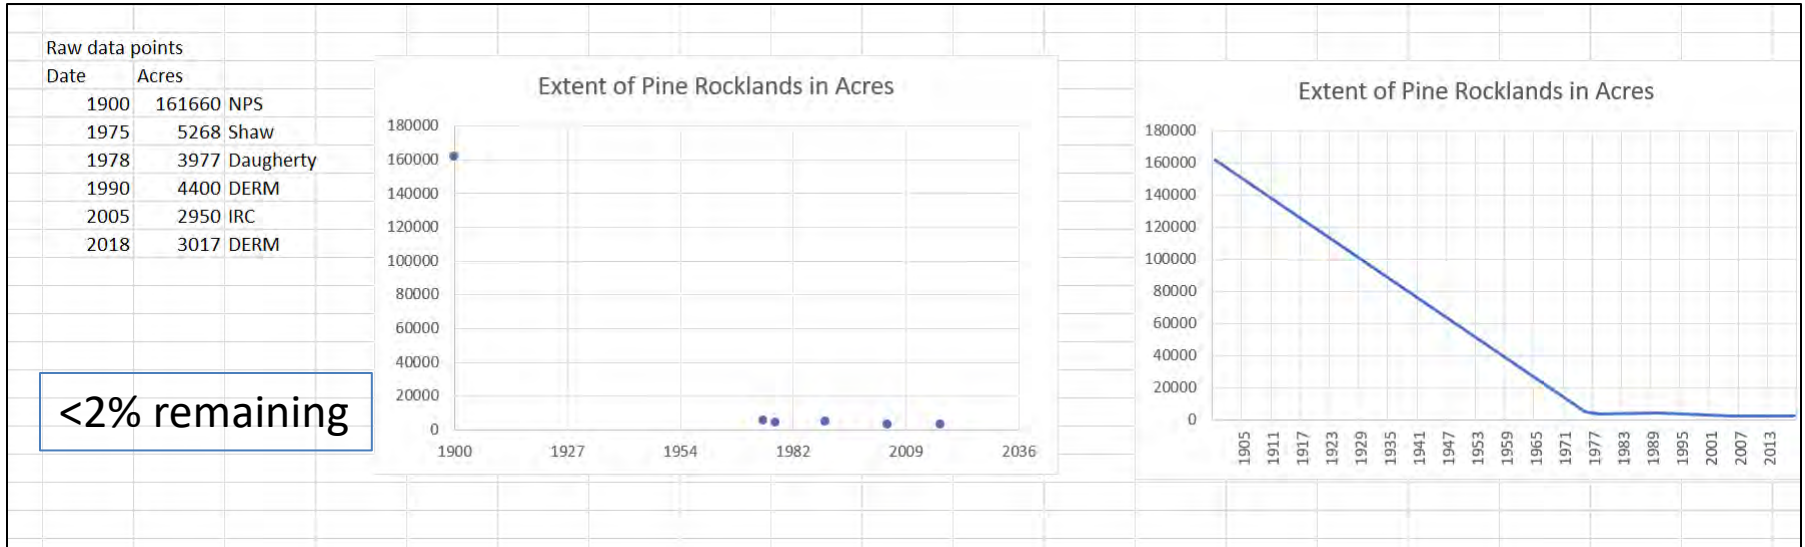 Raw data points
Date Acres
1900 161660 NPS
1975 5268 Shaw
1978 3977 Daugherty
1990 4400 DERM
2005 2950 IRC
2018 3017 DERM
<2% remaining
Extent of Pine Rocklands in Acres
180000
160000
140000
120000
100000
80000
60000
40000
20000
0
1900 1927 1954 1982 2009 2036
Extent of Pine Rocklands in Acres
180000
160000
140000
120000
100000
80000
60000
40000
20000
0
1905 1911 1917 1923 1929 1935 1941 1947 1953 1959 1965 1971 1977 1983 1989 1995 2001 2007 2013